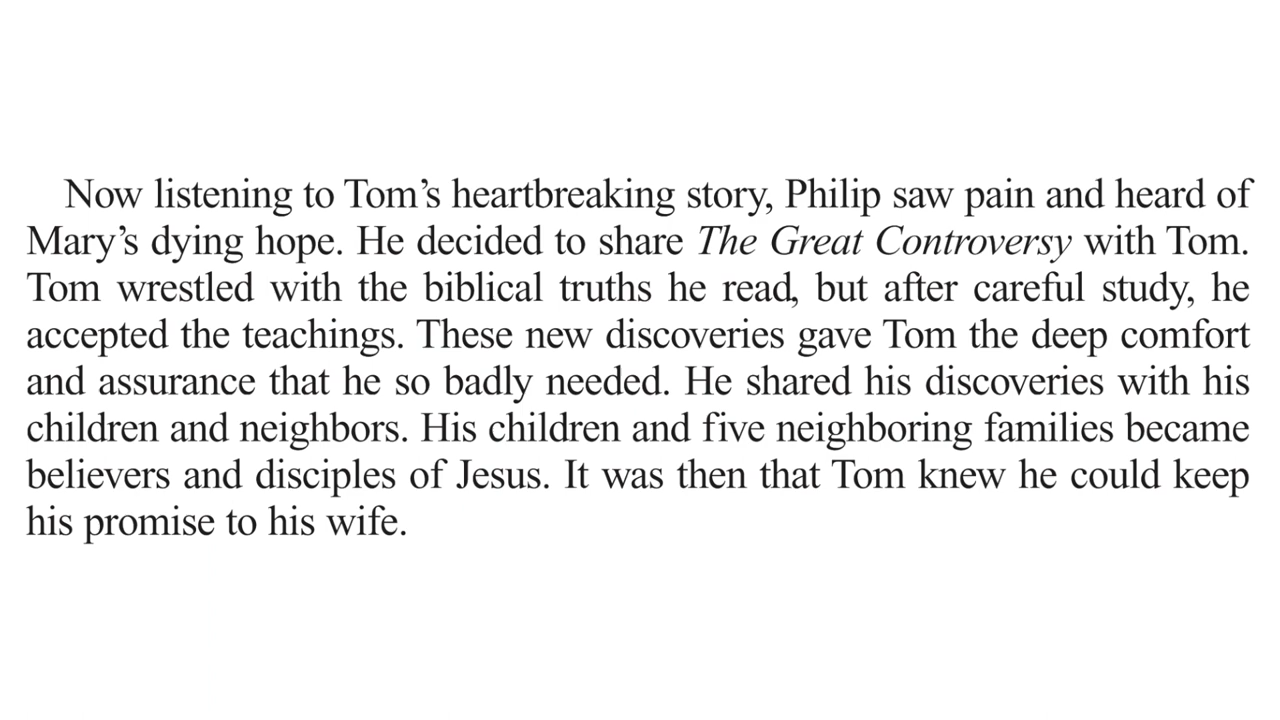 Now listening to Tom’s heartbreaking story, Philip saw pain and heard of
Mary’s dying hope. He decided to share The Great Controversy with Tom.
Tom wrestled with the biblical truths he read, but after careful study, he
accepted the teachings. These new discoveries gave Tom the deep comfort
and assurance that he so badly needed. He shared his discoveries with his
children and neighbors. His children and five neighboring families became
believers and disciples of Jesus. It was then that Tom knew he could keep
his promise to his wife.